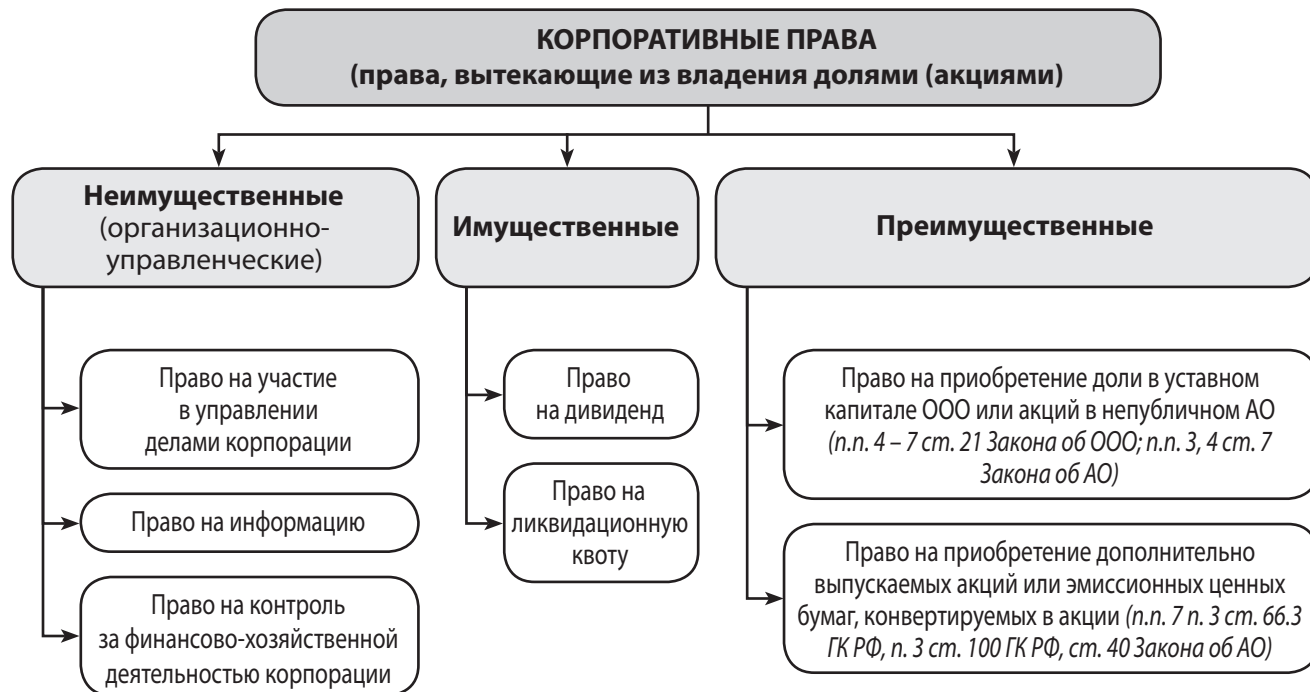 КОРПОРАТИВНЫЕ ПРАВА
(права, вытекающие из владения долями (акциями)
Неимущественные
(организационно-
управленческие)
Имущественные
Преимущественные
Право на участие
в управлении
делами корпорации
Право на информацию
Право на контроль
за финансово-хозяйственной
деятельностью корпорации
Право
на дивиденд
Право на
ликвидационную
квоту
Право на приобретение доли в уставном
капитале ООО или акций в непубличном АО
(п.п. 4 – 7 ст. 21 Закона об ООО; п.п. 3, 4 ст. 7
Закона об АО)
Право на приобретение дополнительно
выпускаемых акций или эмиссионных ценных
бумаг, конвертируемых в акции (п.п. 7 п. 3 ст. 66.3
ГК РФ, п. 3 ст. 100 ГК РФ, ст. 40 Закона об АО)